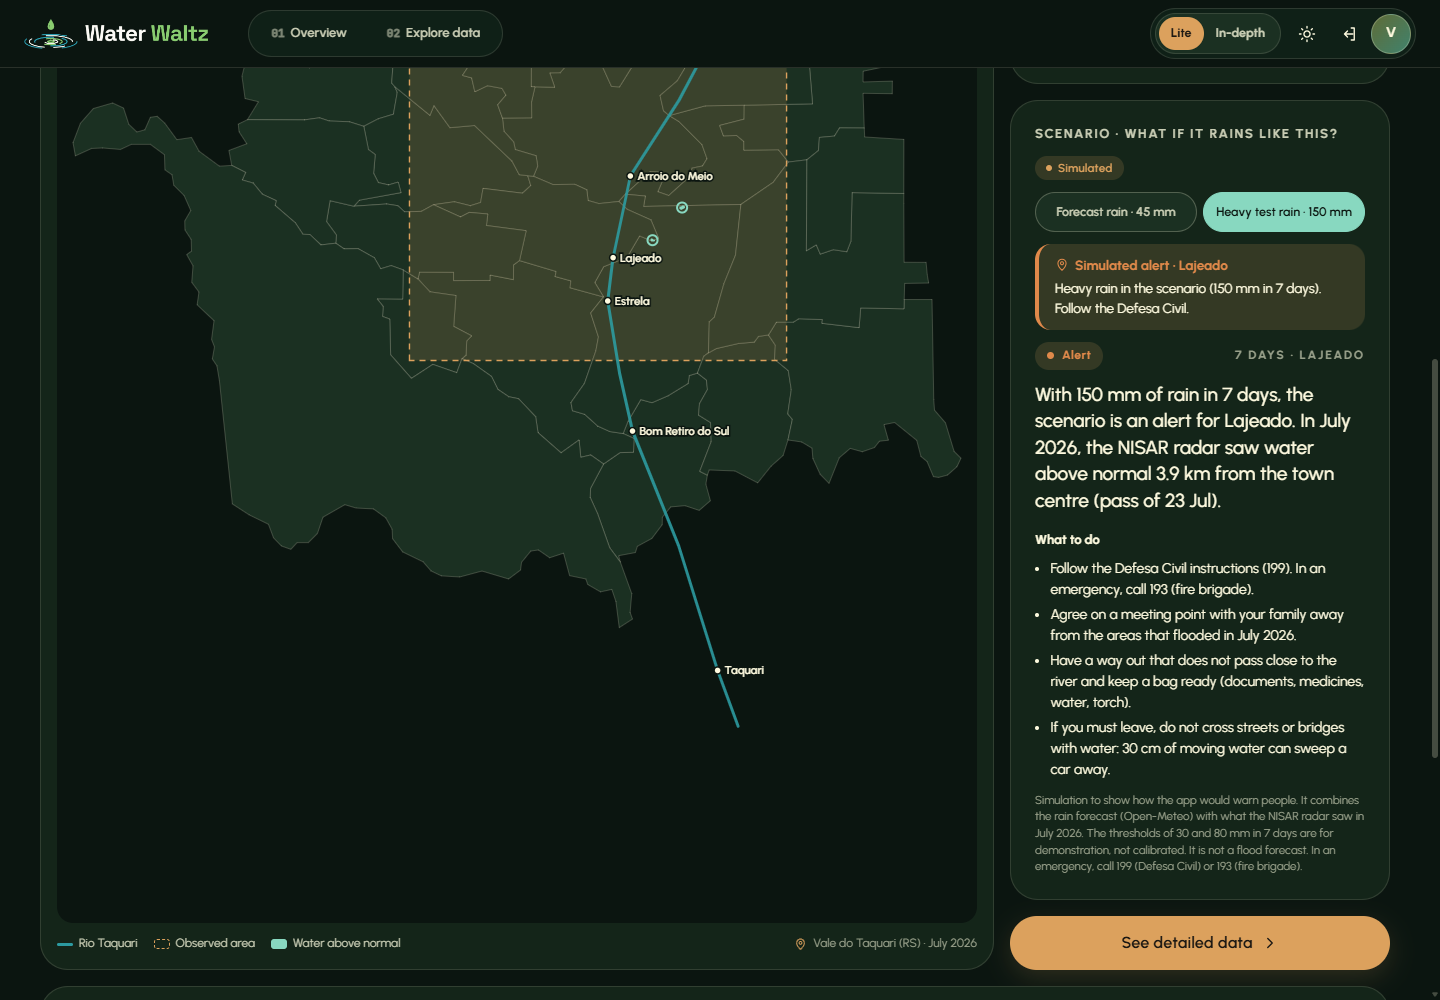 Water Waltz
01 Overview
02 Explore data
Lite
In-depth
V
Arroio do Meio
Lajeado
Estrela
Bom Retiro do Sul
Taquari
Rio Taquari
Observed area
Water above normal
Vale do Taquari (RS) · July 2026
SCENARIO · WHAT IF IT RAINS LIKE THIS?
Simulated
Forecast rain · 45 mm
Heavy test rain · 150 mm
Simulated alert · Lajeado
Heavy rain in the scenario (150 mm in 7 days).
Follow the Defesa Civil.
Alert
7 DAYS · LAJEADO
With 150 mm of rain in 7 days, the
scenario is an alert for Lajeado. In July
2026, the NISAR radar saw water
above normal 3.9 km from the town
centre (pass of 23 Jul).
What to do
• Follow the Defesa Civil instructions (199). In an
emergency, call 193 (fire brigade).
• Agree on a meeting point with your family away
from the areas that flooded in July 2026.
• Have a way out that does not pass close to the
river and keep a bag ready (documents, medicines,
water, torch).
• If you must leave, do not cross streets or bridges
with water: 30 cm of moving water can sweep a
car away.
Simulation to show how the app would warn people. It combines
the rain forecast (Open-Meteo) with what the NISAR radar saw in
July 2026. The thresholds of 30 and 80 mm in 7 days are for
demonstration, not calibrated. It is not a flood forecast. In an
emergency, call 199 (Defesa Civil) or 193 (fire brigade).
See detailed data